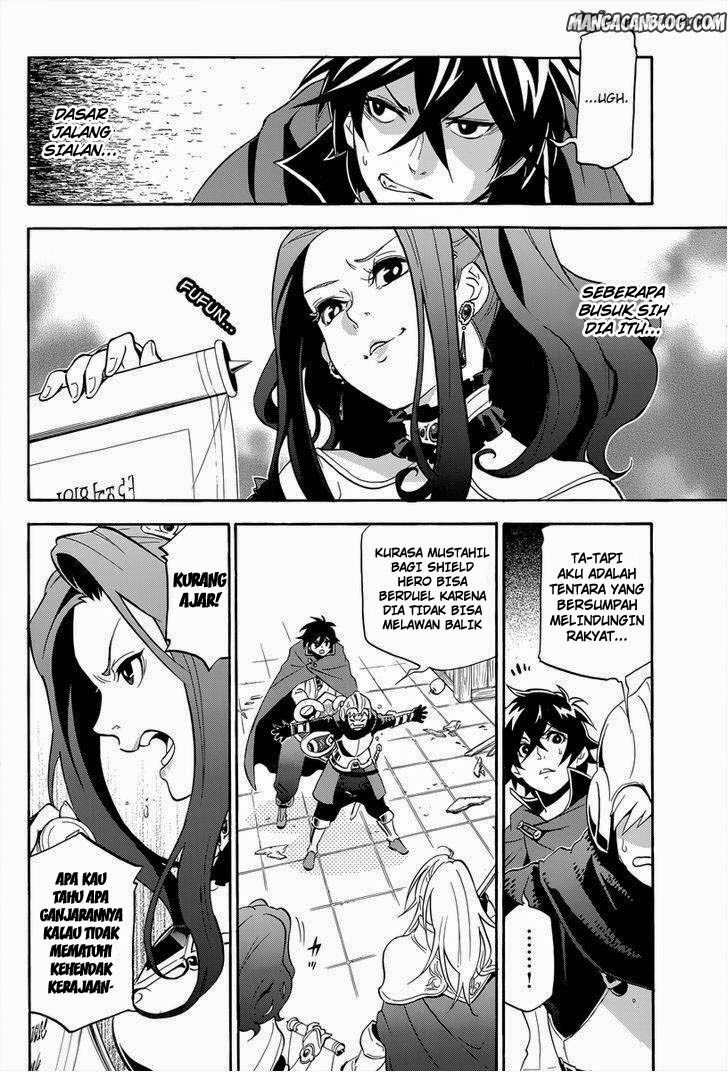 MANGACANBLOG.COM
...UGH.
DASAR
JALANG
SIALAN...
SEBERAPA
BUSUK SIH
DIA ITU...
FUFUN...
TA-TAPI
AKU ADALAH
TENTARA YANG
BERSUMPAH
MELINDUNGIN
RAKYAT...
......!
KURASA MUSTAHIL
BAGI SHIELD
HERO BISA
BERDUEL KARENA
DIA TIDAK BISA
MELAWAN BALIK
KURANG
AJAR!
APA KAU
TAHU APA
GANJARANNYA
KALAU TIDAK
MEMATUHI
KEHENDAK
KERAJAAN-